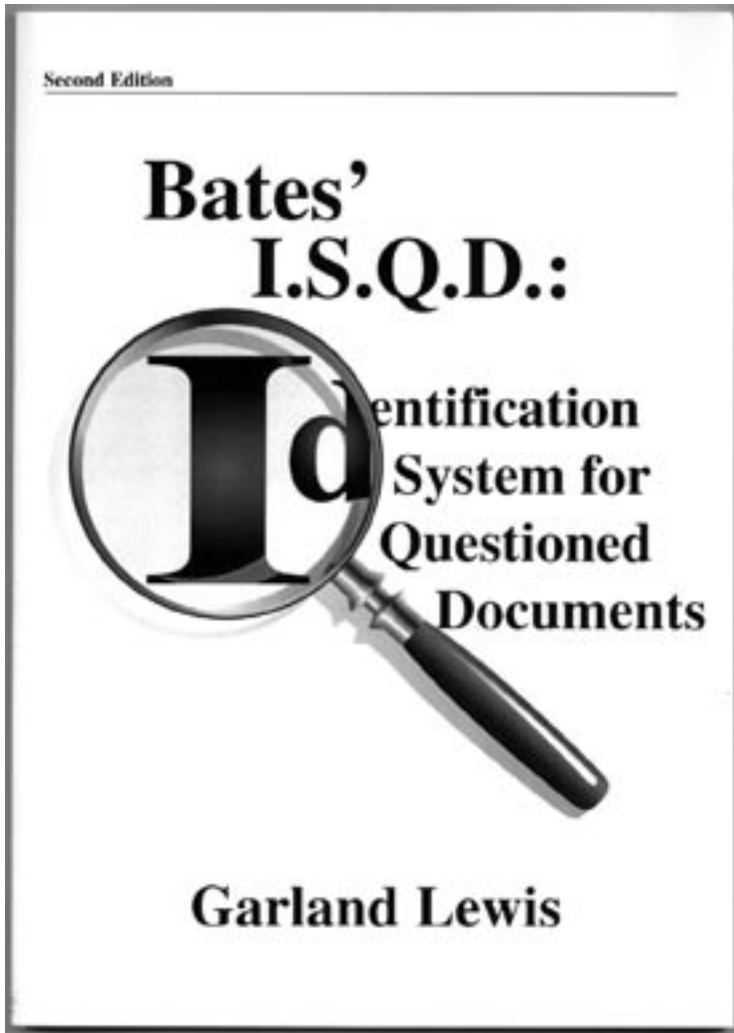 Second Edition
Bates’
I.S.Q.D.:
Identification
System for
Questioned
Documents
Garland Lewis